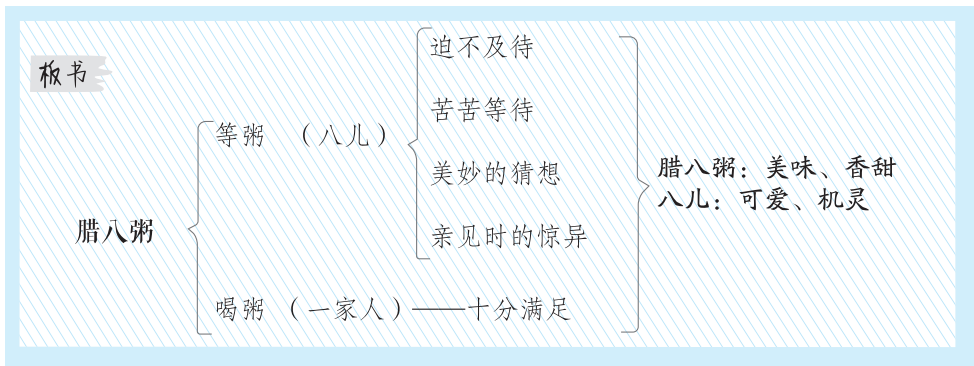 板书
腊八粥
等粥 （八儿）
迫不及待
苦苦等待
美妙的猜想
亲见时的惊异
喝粥 （一家人）——十分满足
腊八粥：美味、香甜
八儿：可爱、机灵